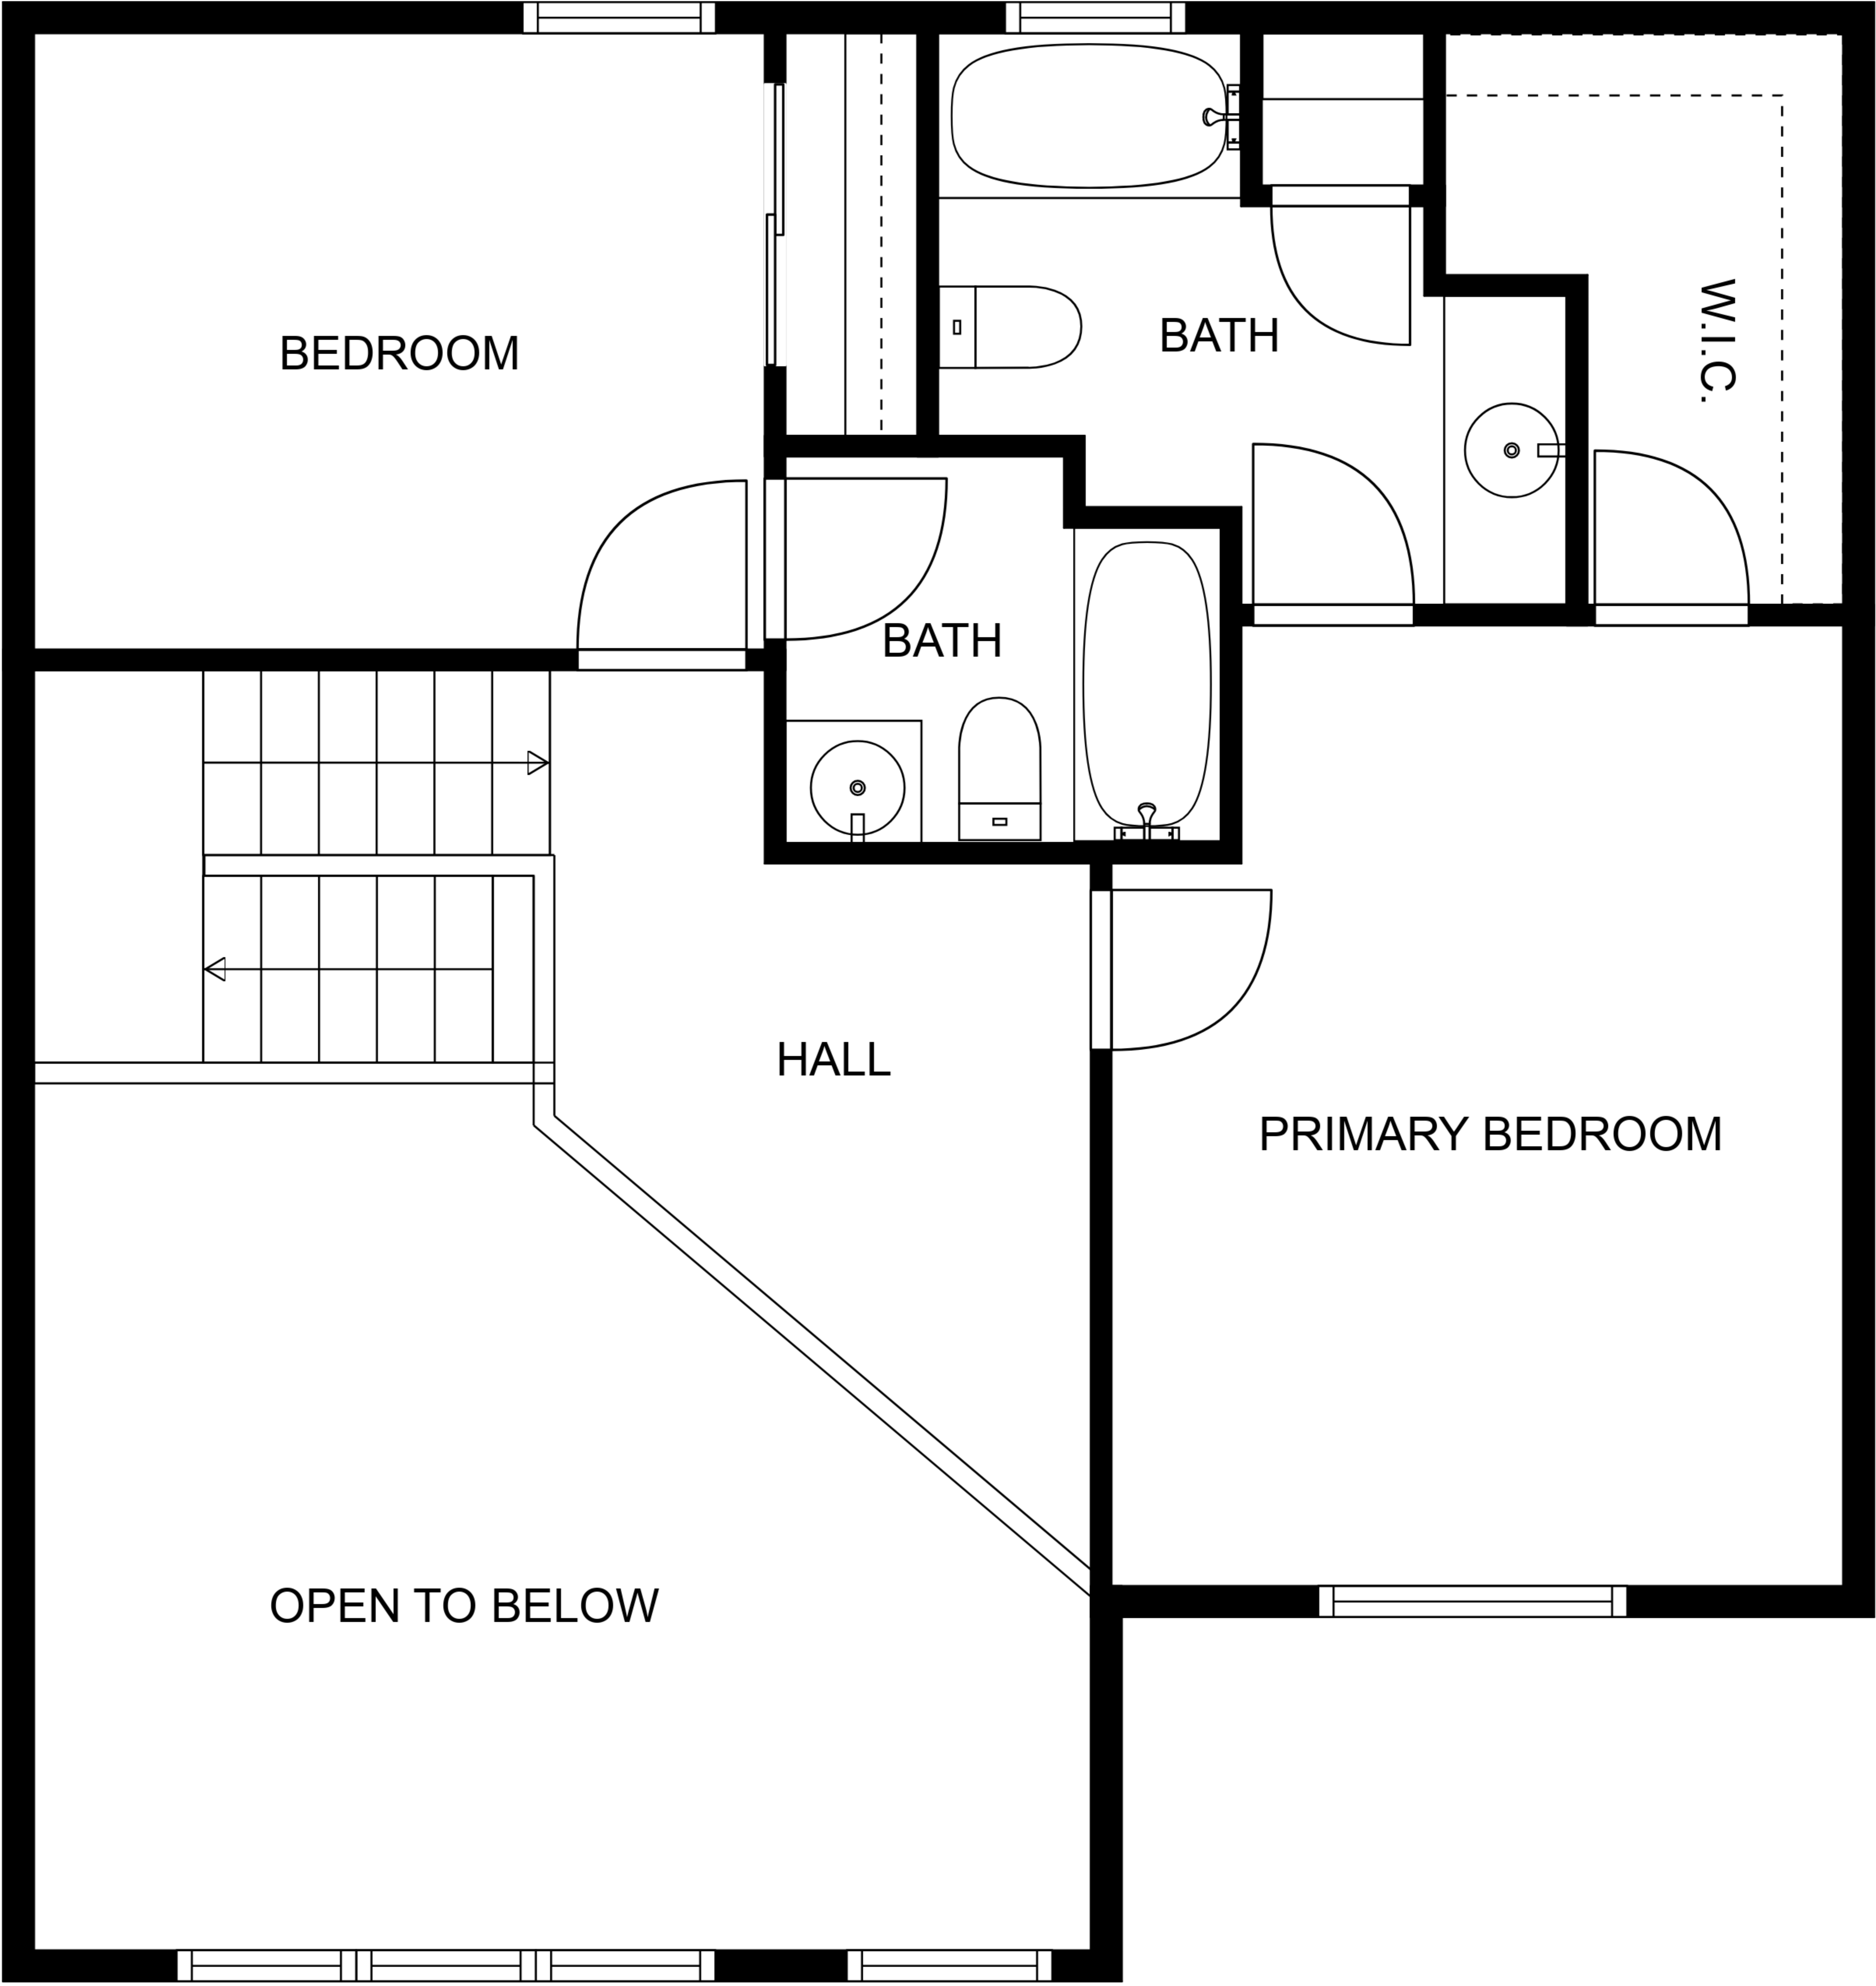 BEDROOM
BATH
W.I.C.
BATH
HALL
PRIMARY BEDROOM
OPEN TO BELOW